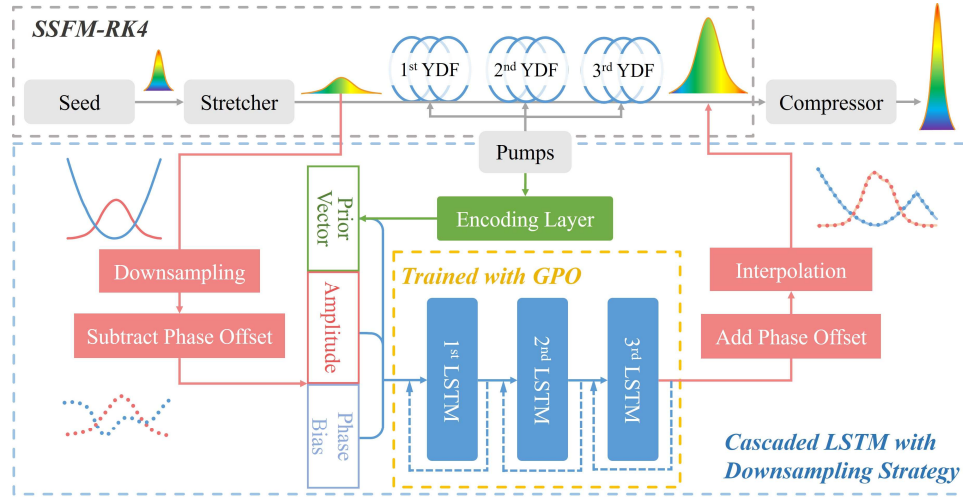 SSFM-RK4
1st YDF
2nd YDF
3rd YDF
Seed
Stretcher
Compressor
Pumps
Prior
Vector
Encoding Layer
Downsampling
Subtract Phase Offset
Amplitude
Phase
Bias
Trained with GPO
1st LSTM
2nd LSTM
3rd LSTM
Interpolation
Add Phase Offset
Cascaded LSTM with
Downsampling Strategy